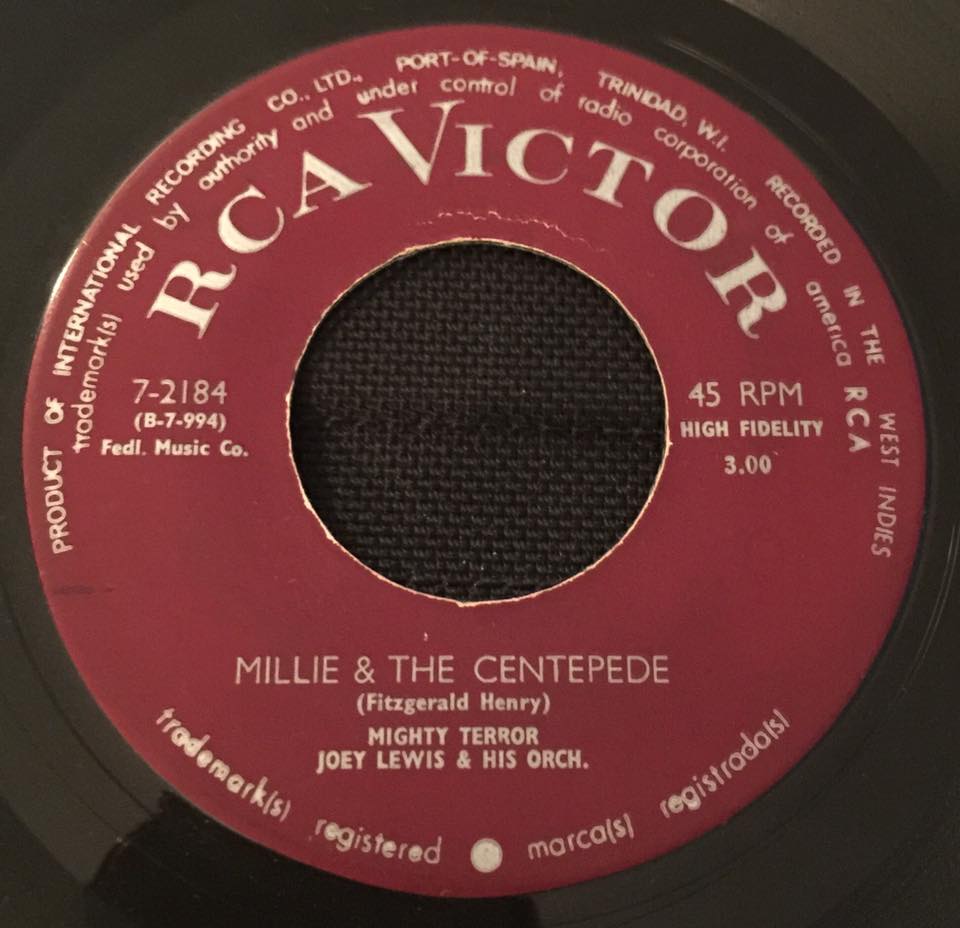 PRODUCT OF INTERNATIONAL RECORDING CO., LTD., PORT-OF-SPAIN, TRINIDAD, W.I. RECORDED IN THE WEST INDIES
trademark(s) used by authority and under control of radio corporation of america RCA
RCA VICTOR
7-2184
(B-7-994)
Fedl. Music Co.
45 RPM
HIGH FIDELITY
3.00
MILLIE & THE CENTEPEDE
(Fitzgerald Henry)
MIGHTY TERROR
JOEY LEWIS & HIS ORCH.
trademark(s) registered marca(s) registrada(s)